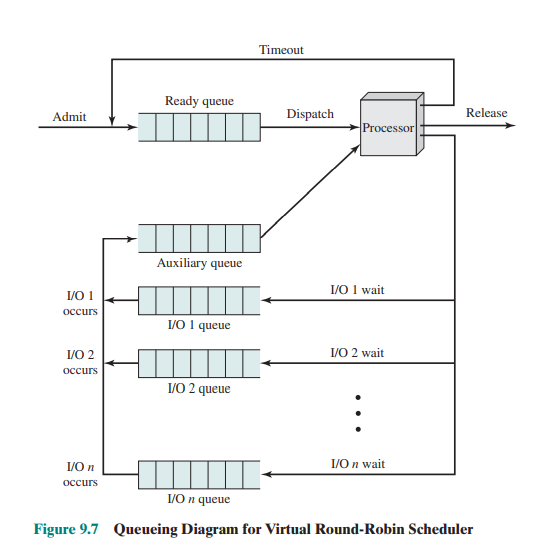 Timeout
Ready queue
Admit
Dispatch
Release
Processor
Auxiliary queue
I/O 1
occurs
I/O 1 wait
I/O 1 queue
I/O 2
occurs
I/O 2 wait
I/O 2 queue
I/O n
occurs
I/O n wait
I/O n queue
Figure 9.7 Queueing Diagram for Virtual Round-Robin Scheduler